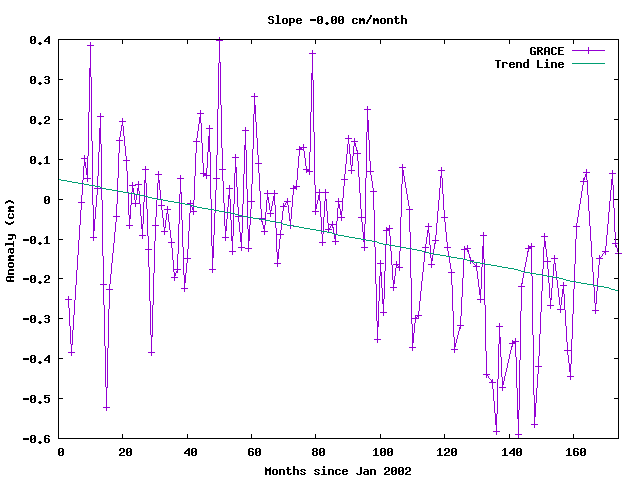 Slope -0.00 cm/month
GRACE
Trend Line
0.4
0.3
0.2
0.1
0
-0.1
-0.2
-0.3
-0.4
-0.5
-0.6
Anomaly (cm)
0 20 40 60 80 100 120 140 160
Months since Jan 2002